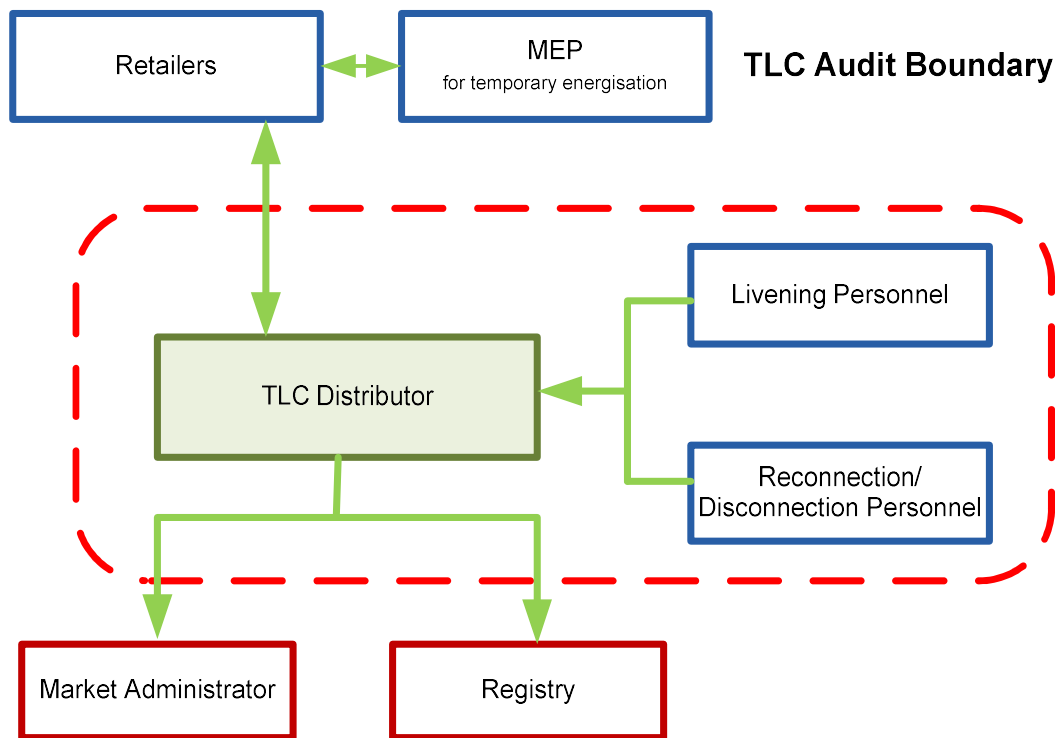 Retailers
MEP
for temporary energisation
TLC Audit Boundary
Livening Personnel
TLC Distributor
Reconnection/
Disconnection Personnel
Market Administrator
Registry